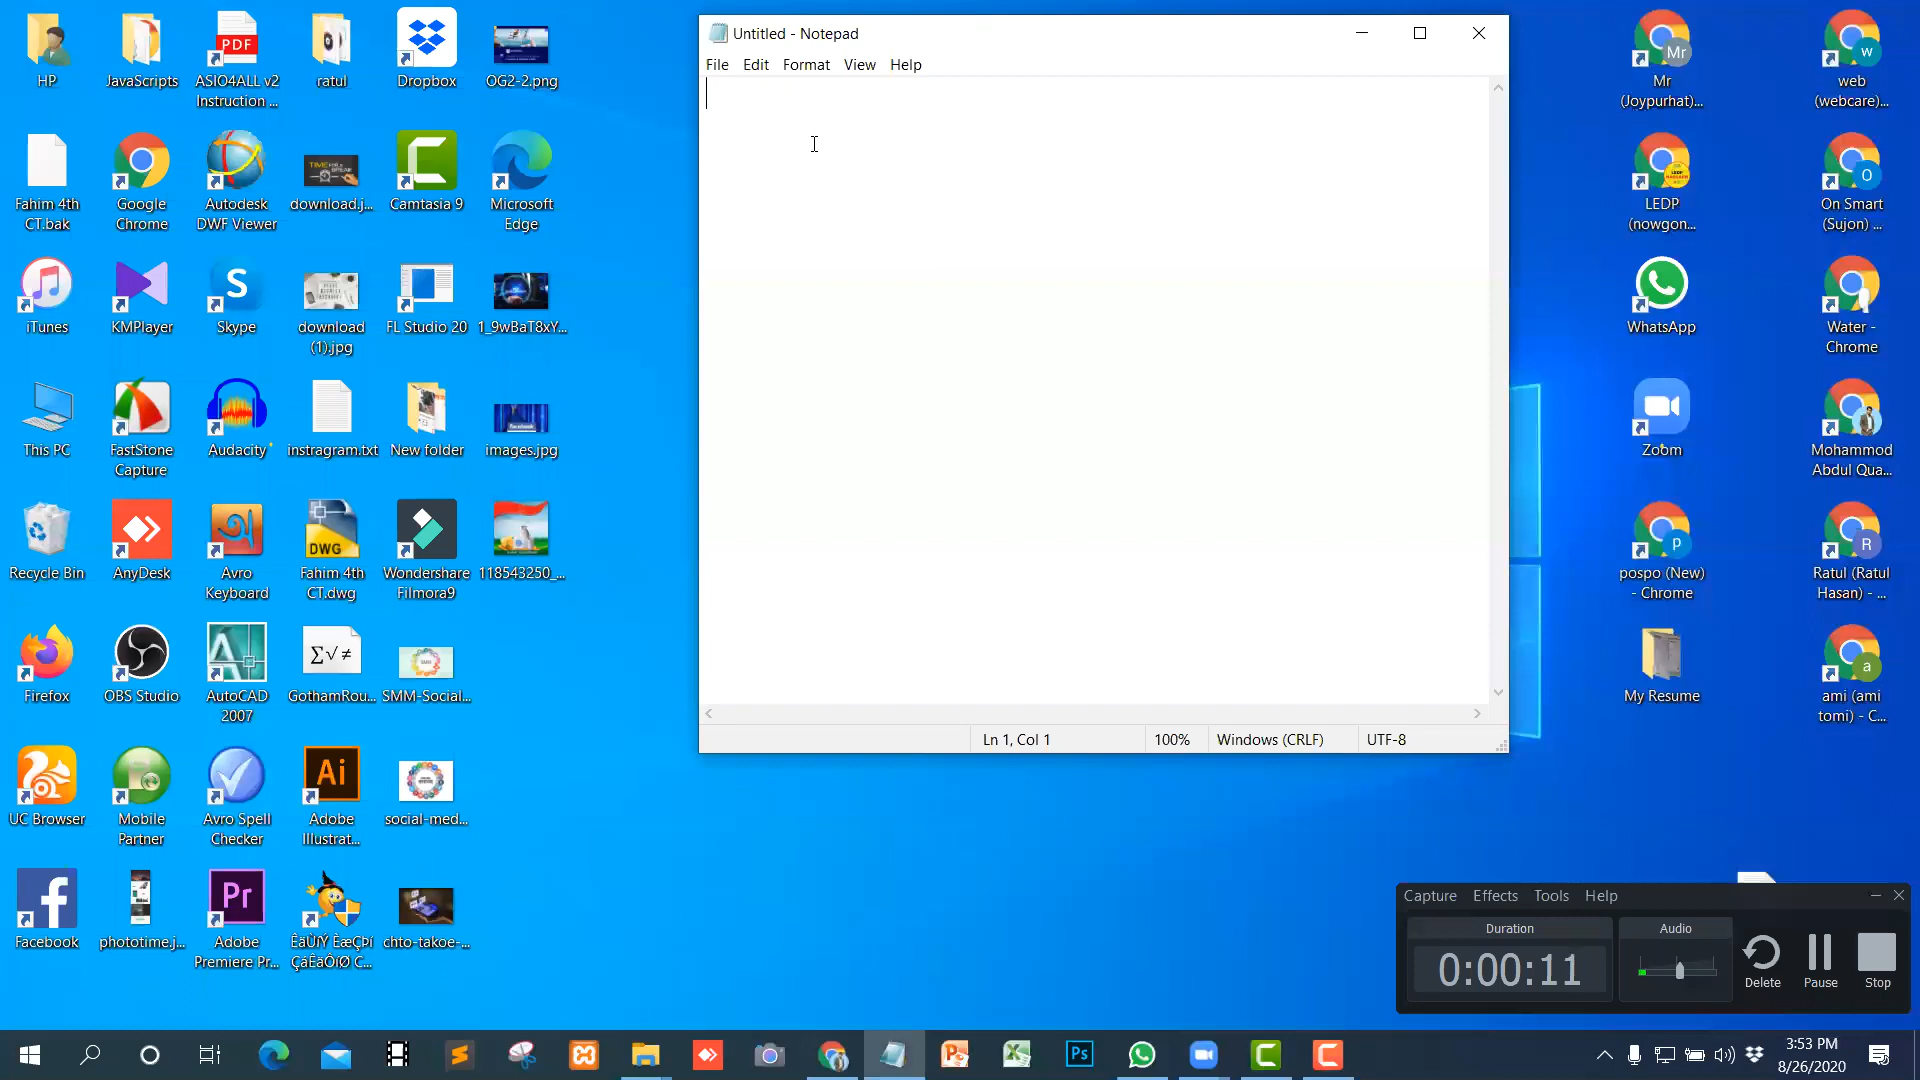 HP
JavaScripts
PDF
ASIO4ALL v2
Instruction ...
ratul
Dropbox
OG2-2.png
Fahim 4th
CT.bak
Google
Chrome
Autodesk
DWF Viewer
download.j...
Camtasia 9
Microsoft
Edge
iTunes
KMPlayer
Skype
download
(1).jpg
FL Studio 20
1_9wBaT8xY...
This PC
FastStone
Capture
Audacity
instragram.txt
New folder
images.jpg
Recycle Bin
AnyDesk
Avro
Keyboard
DWG
Fahim 4th
CT.dwg
Wondershare
Filmora9
118543250_...
Firefox
OBS Studio
AutoCAD
2007
∑√≠
GothamRou...
SMM-Social...
UC Browser
Mobile
Partner
Avro Spell
Checker
Ai
Adobe
Illustrat...
social-med...
Facebook
phototime.j...
Pr
Adobe
Premiere Pr...
ÊäÙíÝ ÈæÇÞí
ÇáÊäÔíØ C...
chto-takoe-...
Untitled - Notepad
File Edit Format View Help
Ln 1, Col 1
100%
Windows (CRLF)
UTF-8
Mr
Mr
(Joypurhat)...
w
web
(webcare)...
LEDP
(nowgon...
O
On Smart
(Sujon) ...
WhatsApp
Water -
Chrome
Zoom
Mohammod
Abdul Qua...
p
pospo (New)
- Chrome
R
Ratul (Ratul
Hasan) - ...
My Resume
a
ami (ami
tomi) - C...
Capture Effects Tools Help
Duration
0:00:11
Audio
Delete
Pause
Stop
Ps
3:53 PM
8/26/2020